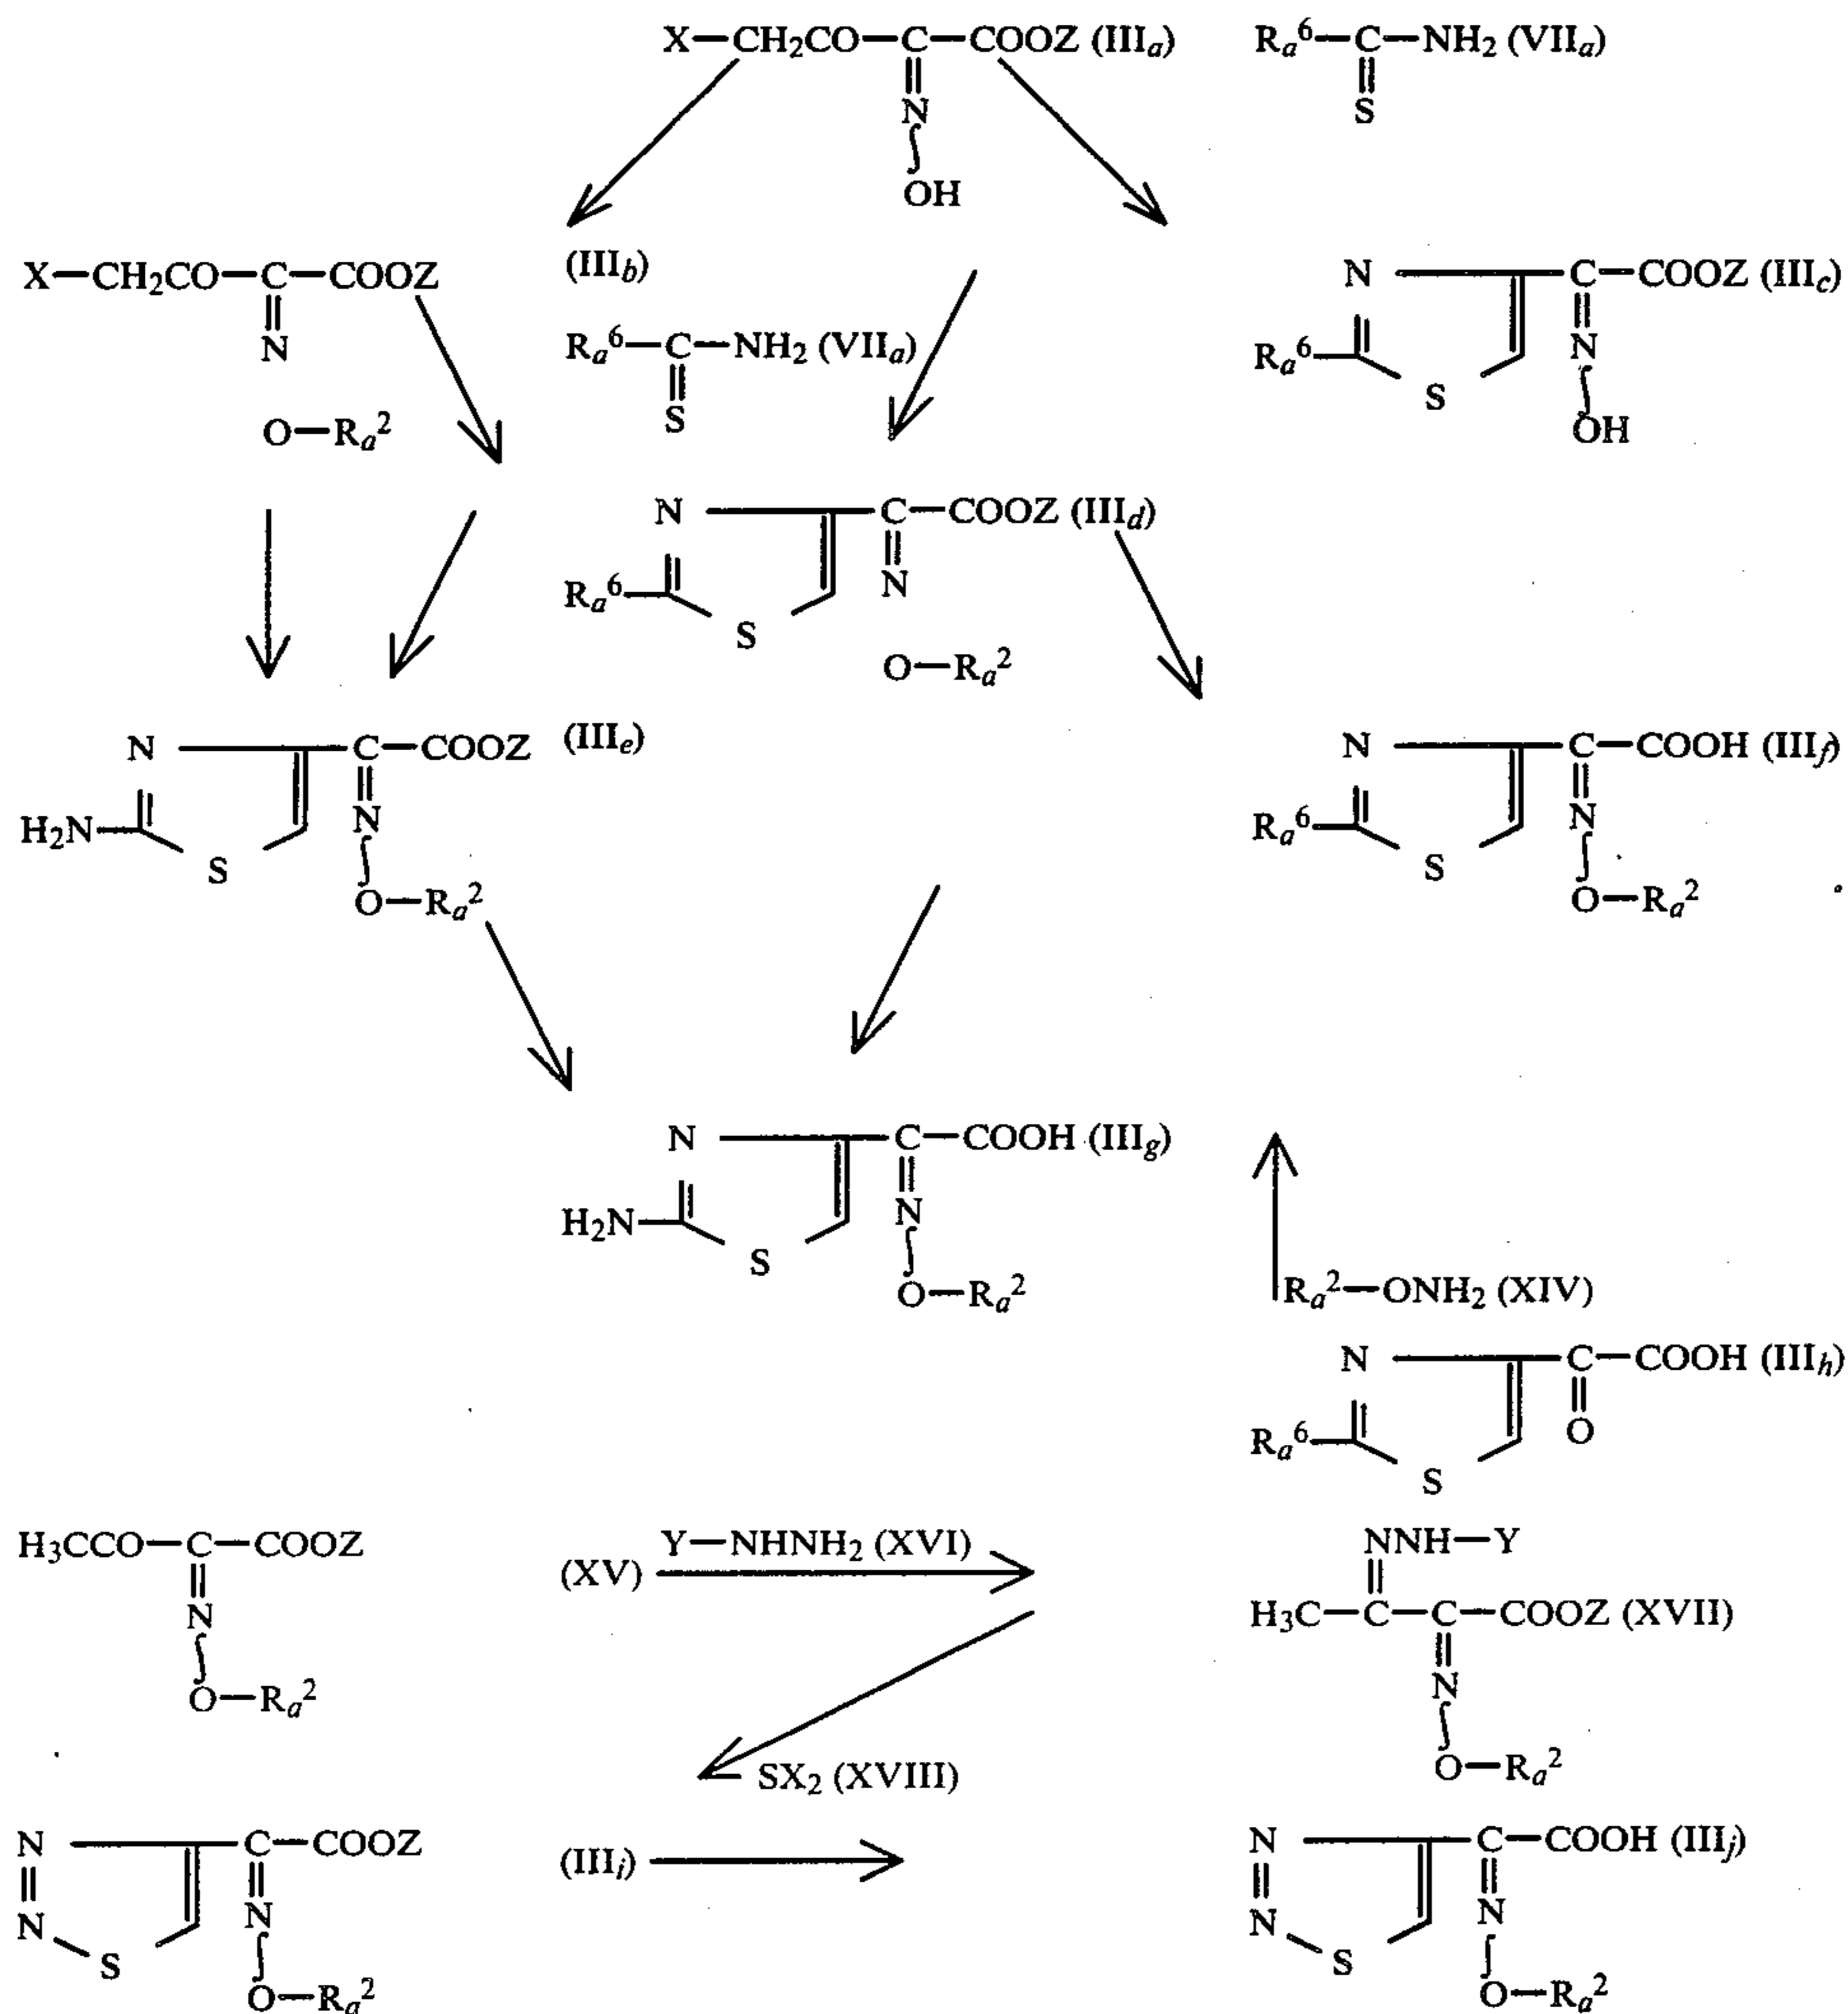 X—CH2CO—C—COOZ (IIIa)
N
OH
Ra6—C—NH2 (VIIa)
S
X—CH2CO—C—COOZ
N
O—Ra2
(IIIb)
Ra6—C—NH2 (VIIa)
S
N C—COOZ (IIIc)
Ra6 S N
OH
N C—COOZ (IIId)
Ra6 S N
O—Ra2
N C—COOZ (IIIe)
H2N S N
O—Ra2
N C—COOH (IIIf)
Ra6 S N
O—Ra2
N C—COOH (IIIg)
H2N S N
O—Ra2
Ra2—ONH2 (XIV)
N C—COOH (IIIh)
Ra6 S O
H3CCO—C—COOZ
N
O—Ra2
(XV)
Y—NHNH2 (XVI)
NNH—Y
H3C—C—C—COOZ (XVII)
N
O—Ra2
SX2 (XVIII)
N C—COOZ
N S N
O—Ra2
(IIIi)
N C—COOH (IIIj)
N S N
O—Ra2